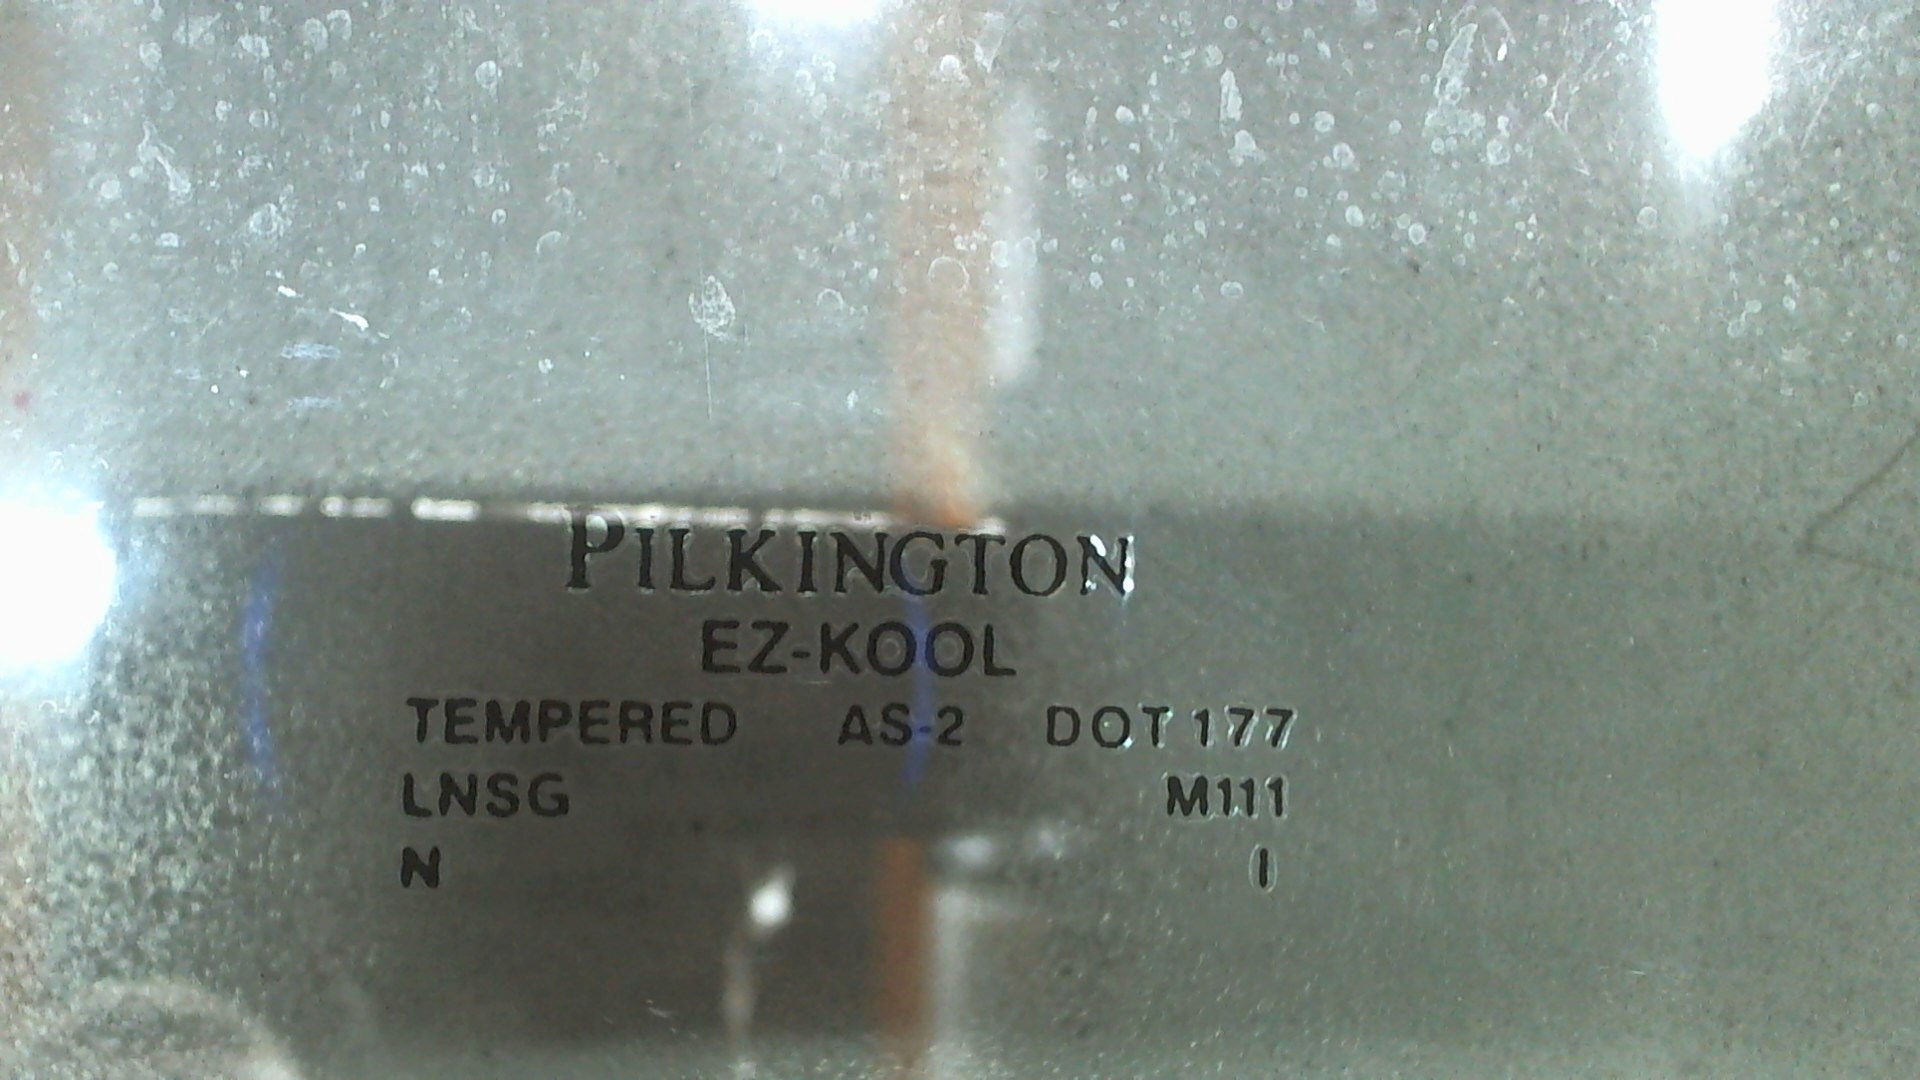 PILKINGTON
EZ-KOOL
TEMPERED AS-2 DOT 177
LNSG M111
N I